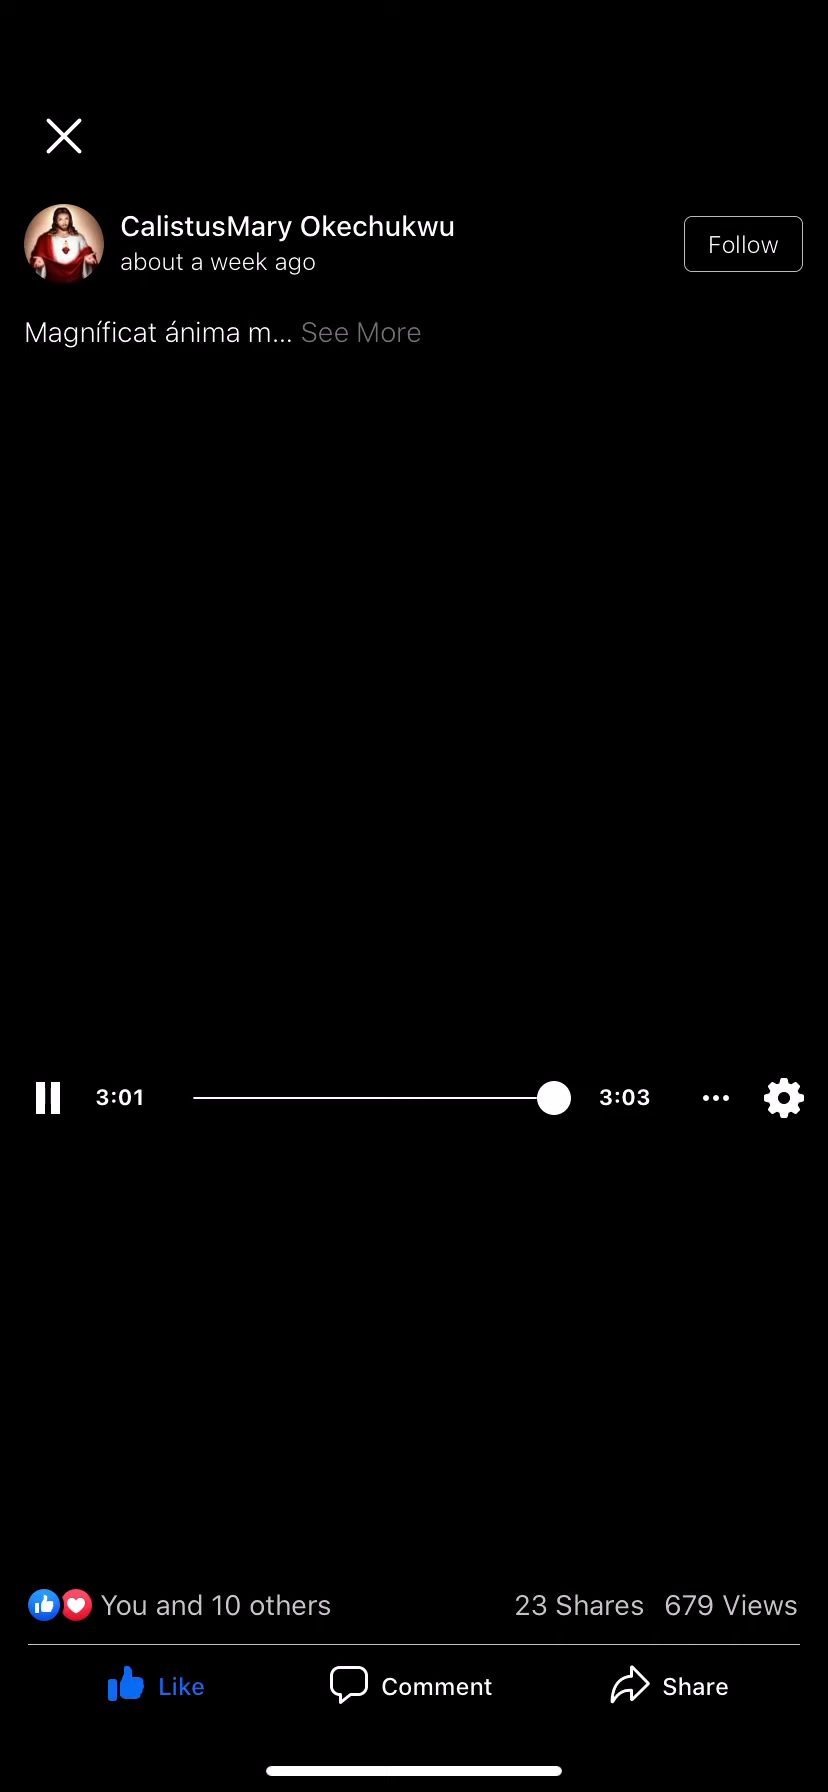 CalistusMary Okechukwu
Follow
about a week ago
Magníficat ánima m... See More
3:01
3:03
You and 10 others
23 Shares
679 Views
Like
Comment
Share